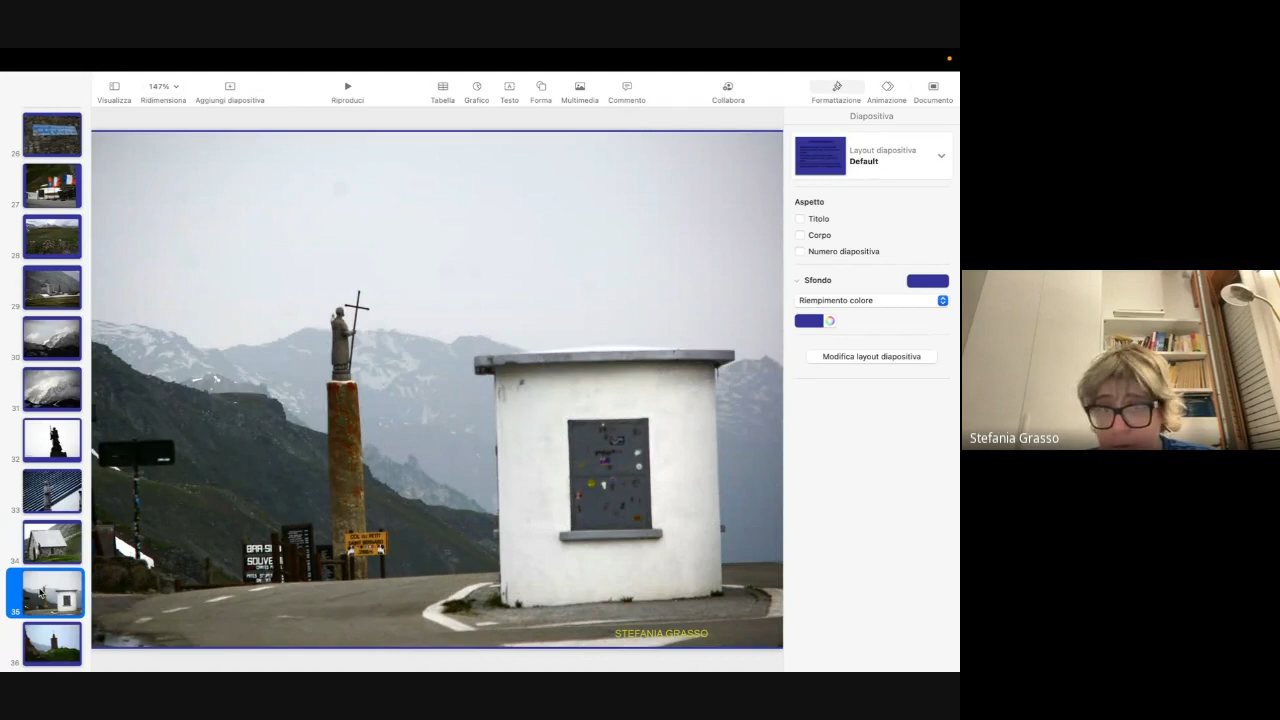 147%
Visualizza
Ridimensiona
Aggiungi diapositiva
Riproduci
Tabella
Grafico
Testo
Forma
Multimedia
Commento
Collabora
Formattazione
Animazione
Documento
Diapositiva
Layout diapositiva
Default
Aspetto
Titolo
Corpo
Numero diapositiva
Sfondo
Riempimento colore
Modifica layout diapositiva
26
27
28
29
30
31
32
33
34
35
36
BAR
SOUVE
COL DU PETIT
SAINT BERNARD
STEFANIA GRASSO
Stefania Grasso